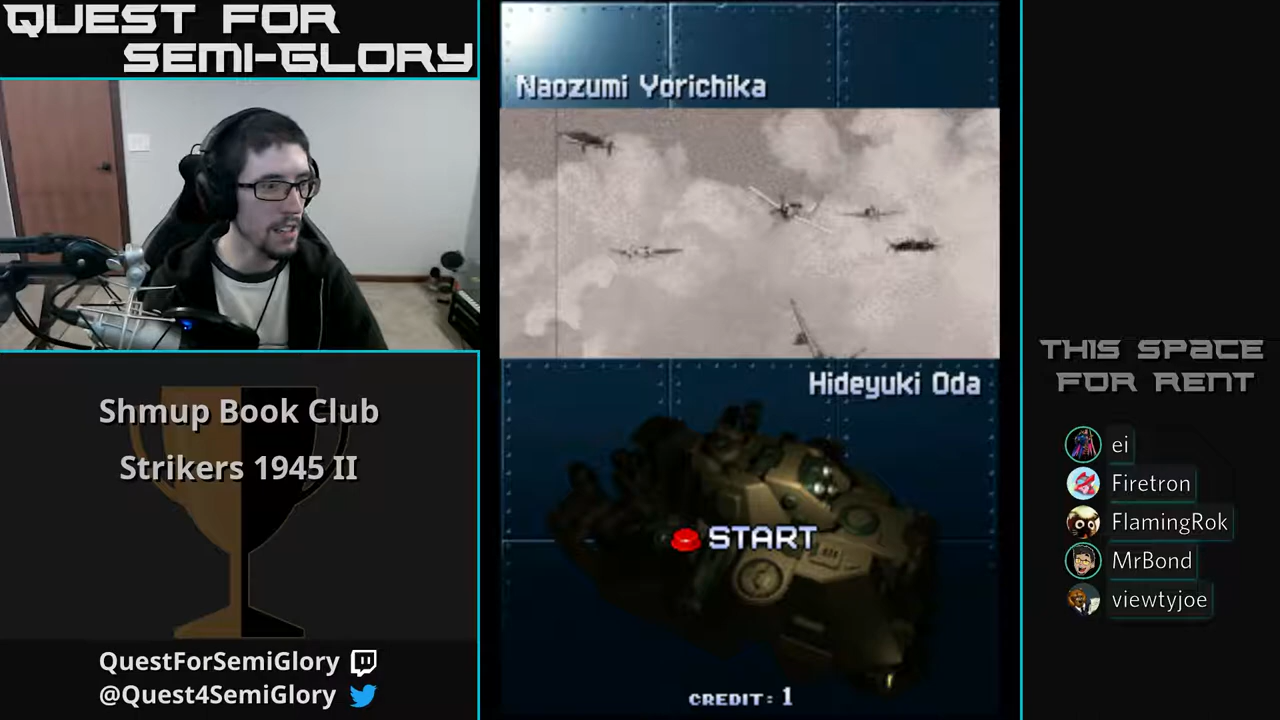 QUEST FOR
SEMI-GLORY
Naozumi Yorichika
Hideyuki Oda
START
CREDIT: 1
Shmup Book Club
Strikers 1945 II
QuestForSemiGlory
@Quest4SemiGlory
THIS SPACE
FOR RENT
ei
Firetron
FlamingRok
MrBond
viewtyjoe